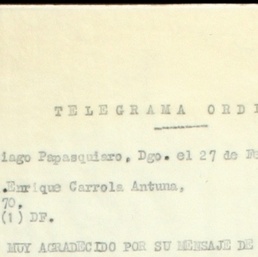 TELEGRAMA ORDI
iago Papasquiaro, Dgo. el 27 de
.Enrique Carrola Antuna,
70.
(1) DF.
MUY AGRADECIDO POR SU MENSAJE DE